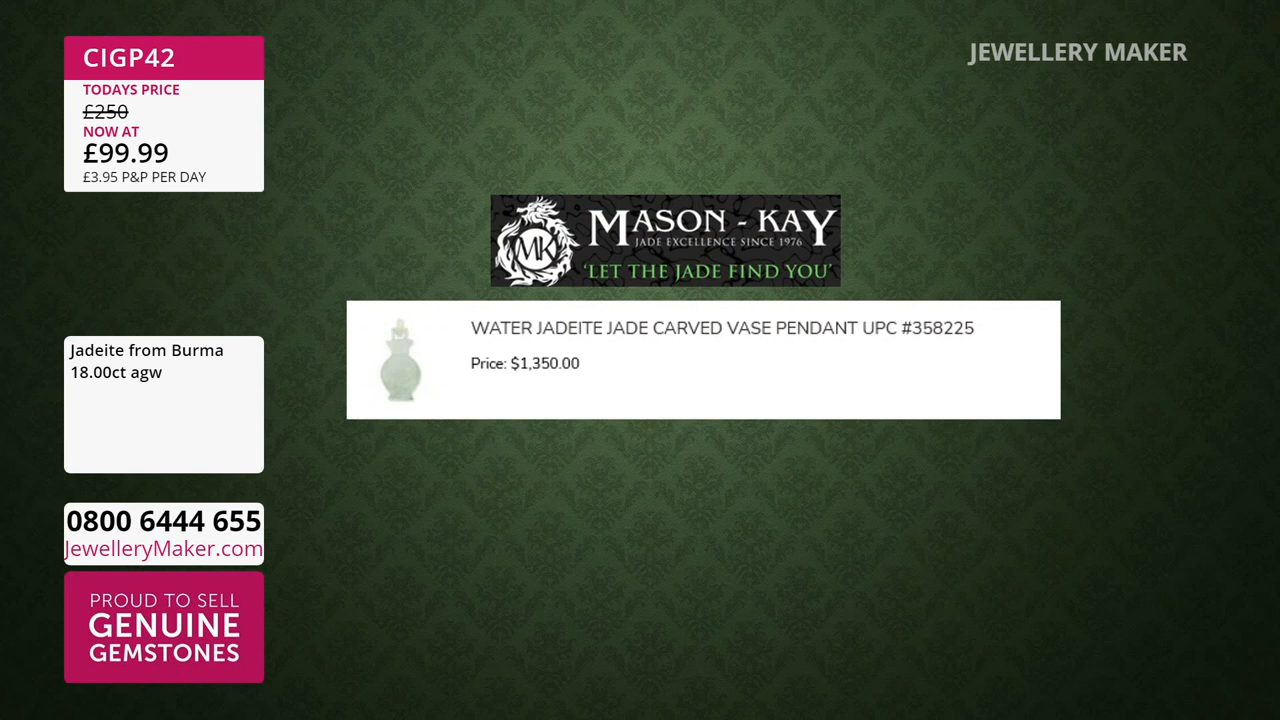 CIGP42
TODAYS PRICE
£250
NOW AT
£99.99
£3.95 P&P PER DAY
JEWELLERY MAKER
MK
MASON - KAY
JADE EXCELLENCE SINCE 1976
'LET THE JADE FIND YOU'
WATER JADEITE JADE CARVED VASE PENDANT UPC #358225
Price: $1,350.00
Jadeite from Burma
18.00ct agw
0800 6444 655
JewelleryMaker.com
PROUD TO SELL
GENUINE
GEMSTONES